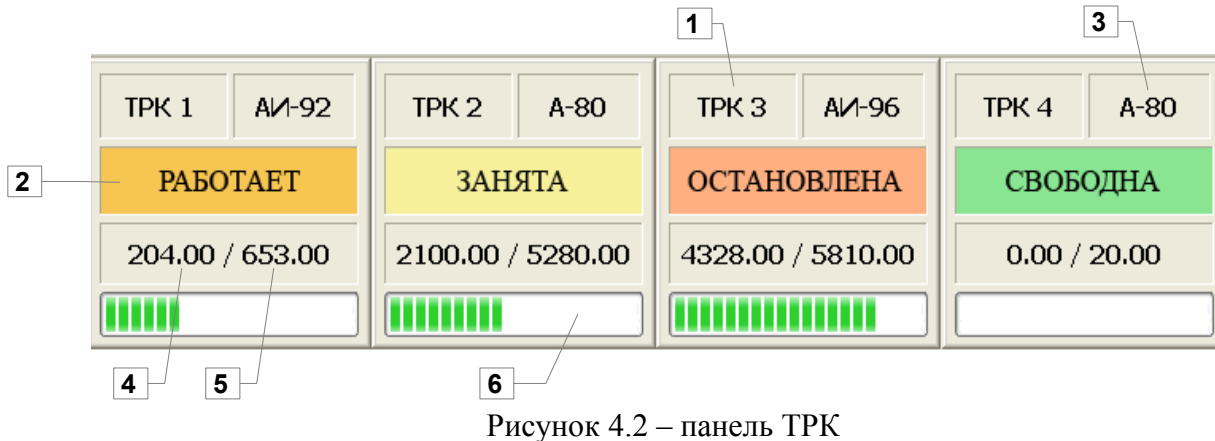 1 3
ТРК 1 АИ-92 ТРК 2 А-80 ТРК 3 АИ-96 ТРК 4 А-80
2 РАБОТАЕТ ЗАНЯТА ОСТАНОВЛЕНА СВОБОДНА
204.00 / 653.00 2100.00 / 5280.00 4328.00 / 5810.00 0.00 / 20.00
4 5 6
Рисунок 4.2 – панель ТРК